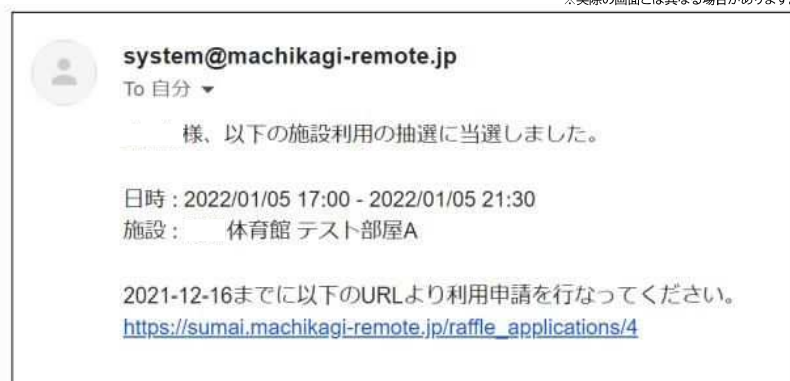 ※実際の画面とは異なる場合があります。
system@machikagi-remote.jp
To 自分
様、以下の施設利用の抽選に当選しました。
日時 : 2022/01/05 17:00 - 2022/01/05 21:30
施設 : 体育館 テスト部屋A
2021-12-16までに以下のURLより利用申請を行なってください。
https://sumai.machikagi-remote.jp/raffle_applications/4